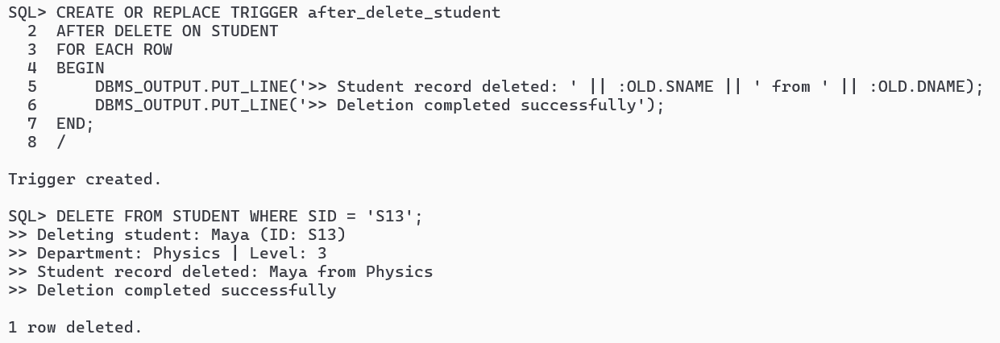 SQL> CREATE OR REPLACE TRIGGER after_delete_student
  2  AFTER DELETE ON STUDENT
  3  FOR EACH ROW
  4  BEGIN
  5      DBMS_OUTPUT.PUT_LINE('>> Student record deleted: ' || :OLD.SNAME || ' from ' || :OLD.DNAME);
  6      DBMS_OUTPUT.PUT_LINE('>> Deletion completed successfully');
  7  END;
  8  /
Trigger created.
SQL> DELETE FROM STUDENT WHERE SID = 'S13';
>> Deleting student: Maya (ID: S13)
>> Department: Physics | Level: 3
>> Student record deleted: Maya from Physics
>> Deletion completed successfully
1 row deleted.